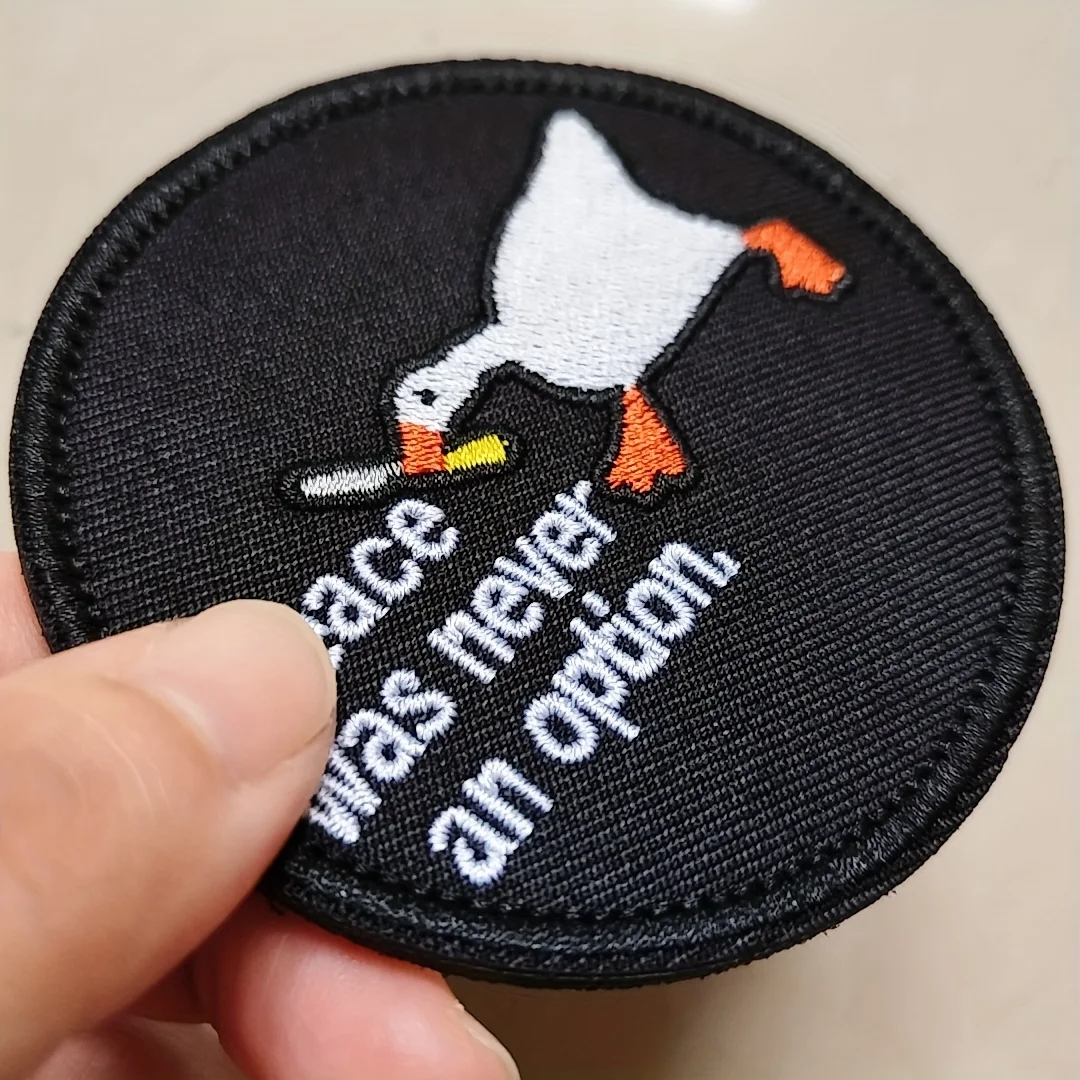 eace
was never
an option.